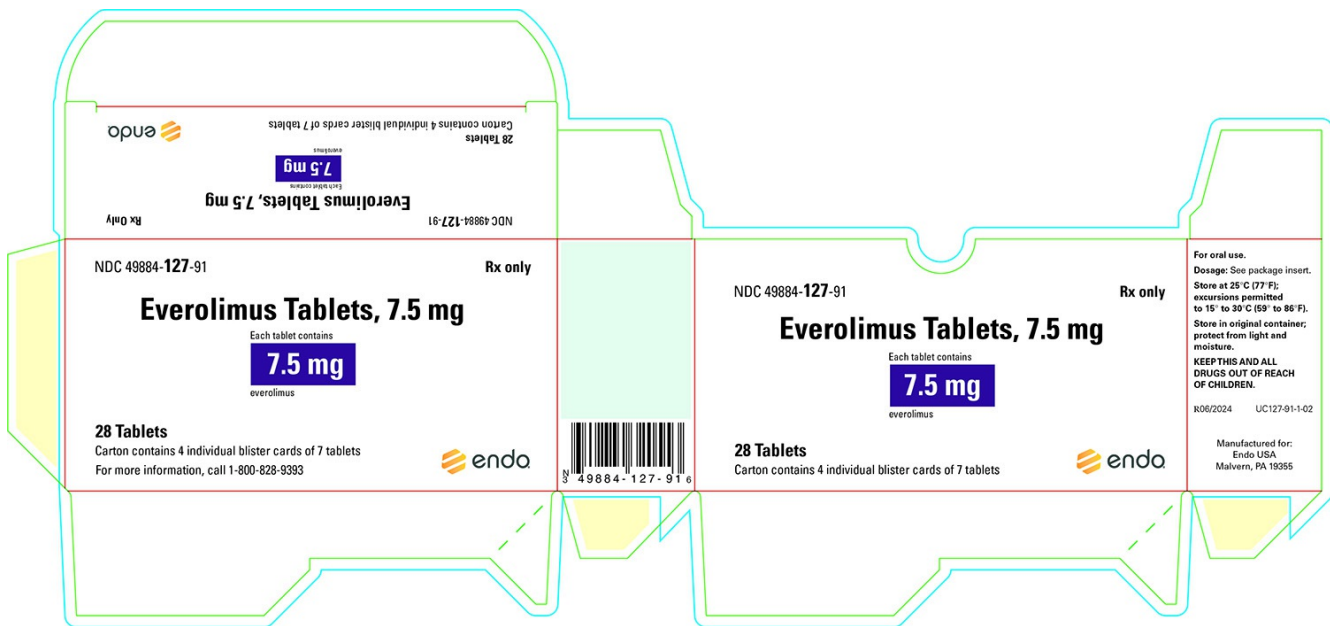 NDC 49884-127-91 Rx Only
Everolimus Tablets, 7.5 mg
Each tablet contains
7.5 mg
everolimus
28 Tablets
Carton contains 4 individual blister cards of 7 tablets
endo
NDC 49884-127-91 Rx only
Everolimus Tablets, 7.5 mg
Each tablet contains
7.5 mg
everolimus
28 Tablets
Carton contains 4 individual blister cards of 7 tablets
For more information, call 1-800-828-9393
endo
N
3 49884-127-91 6
NDC 49884-127-91 Rx only
Everolimus Tablets, 7.5 mg
Each tablet contains
7.5 mg
everolimus
28 Tablets
Carton contains 4 individual blister cards of 7 tablets
endo
For oral use.
Dosage: See package insert.
Store at 25°C (77°F);
excursions permitted
to 15° to 30°C (59° to 86°F).
Store in original container;
protect from light and
moisture.
KEEP THIS AND ALL
DRUGS OUT OF REACH
OF CHILDREN.
R06/2024 UC127-91-1-02
Manufactured for:
Endo USA
Malvern, PA 19355